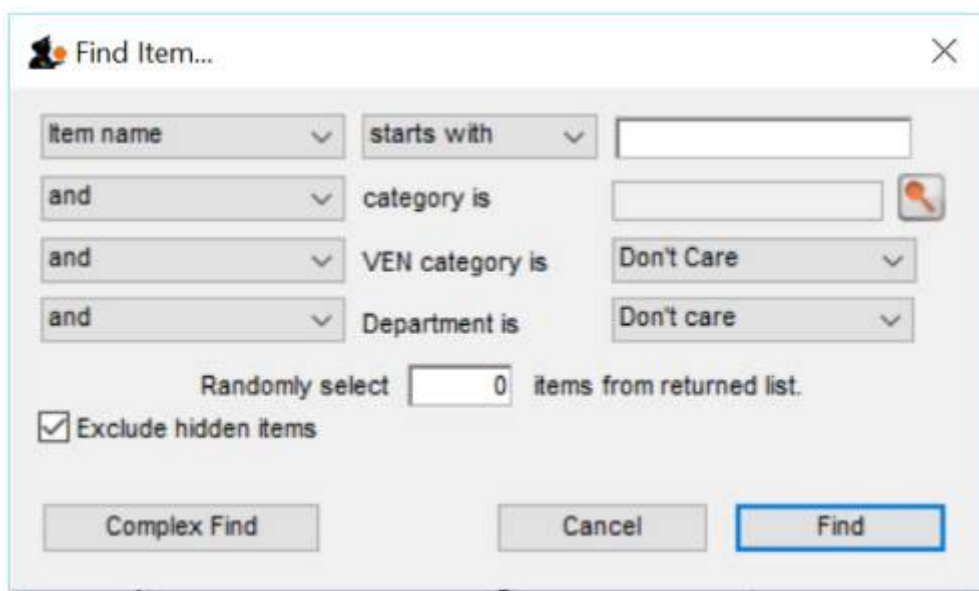 Find Item...
Item name starts with
and category is
and VEN category is Don't Care
and Department is Don't care
Randomly select 0 items from returned list.
Exclude hidden items
Complex Find Cancel Find